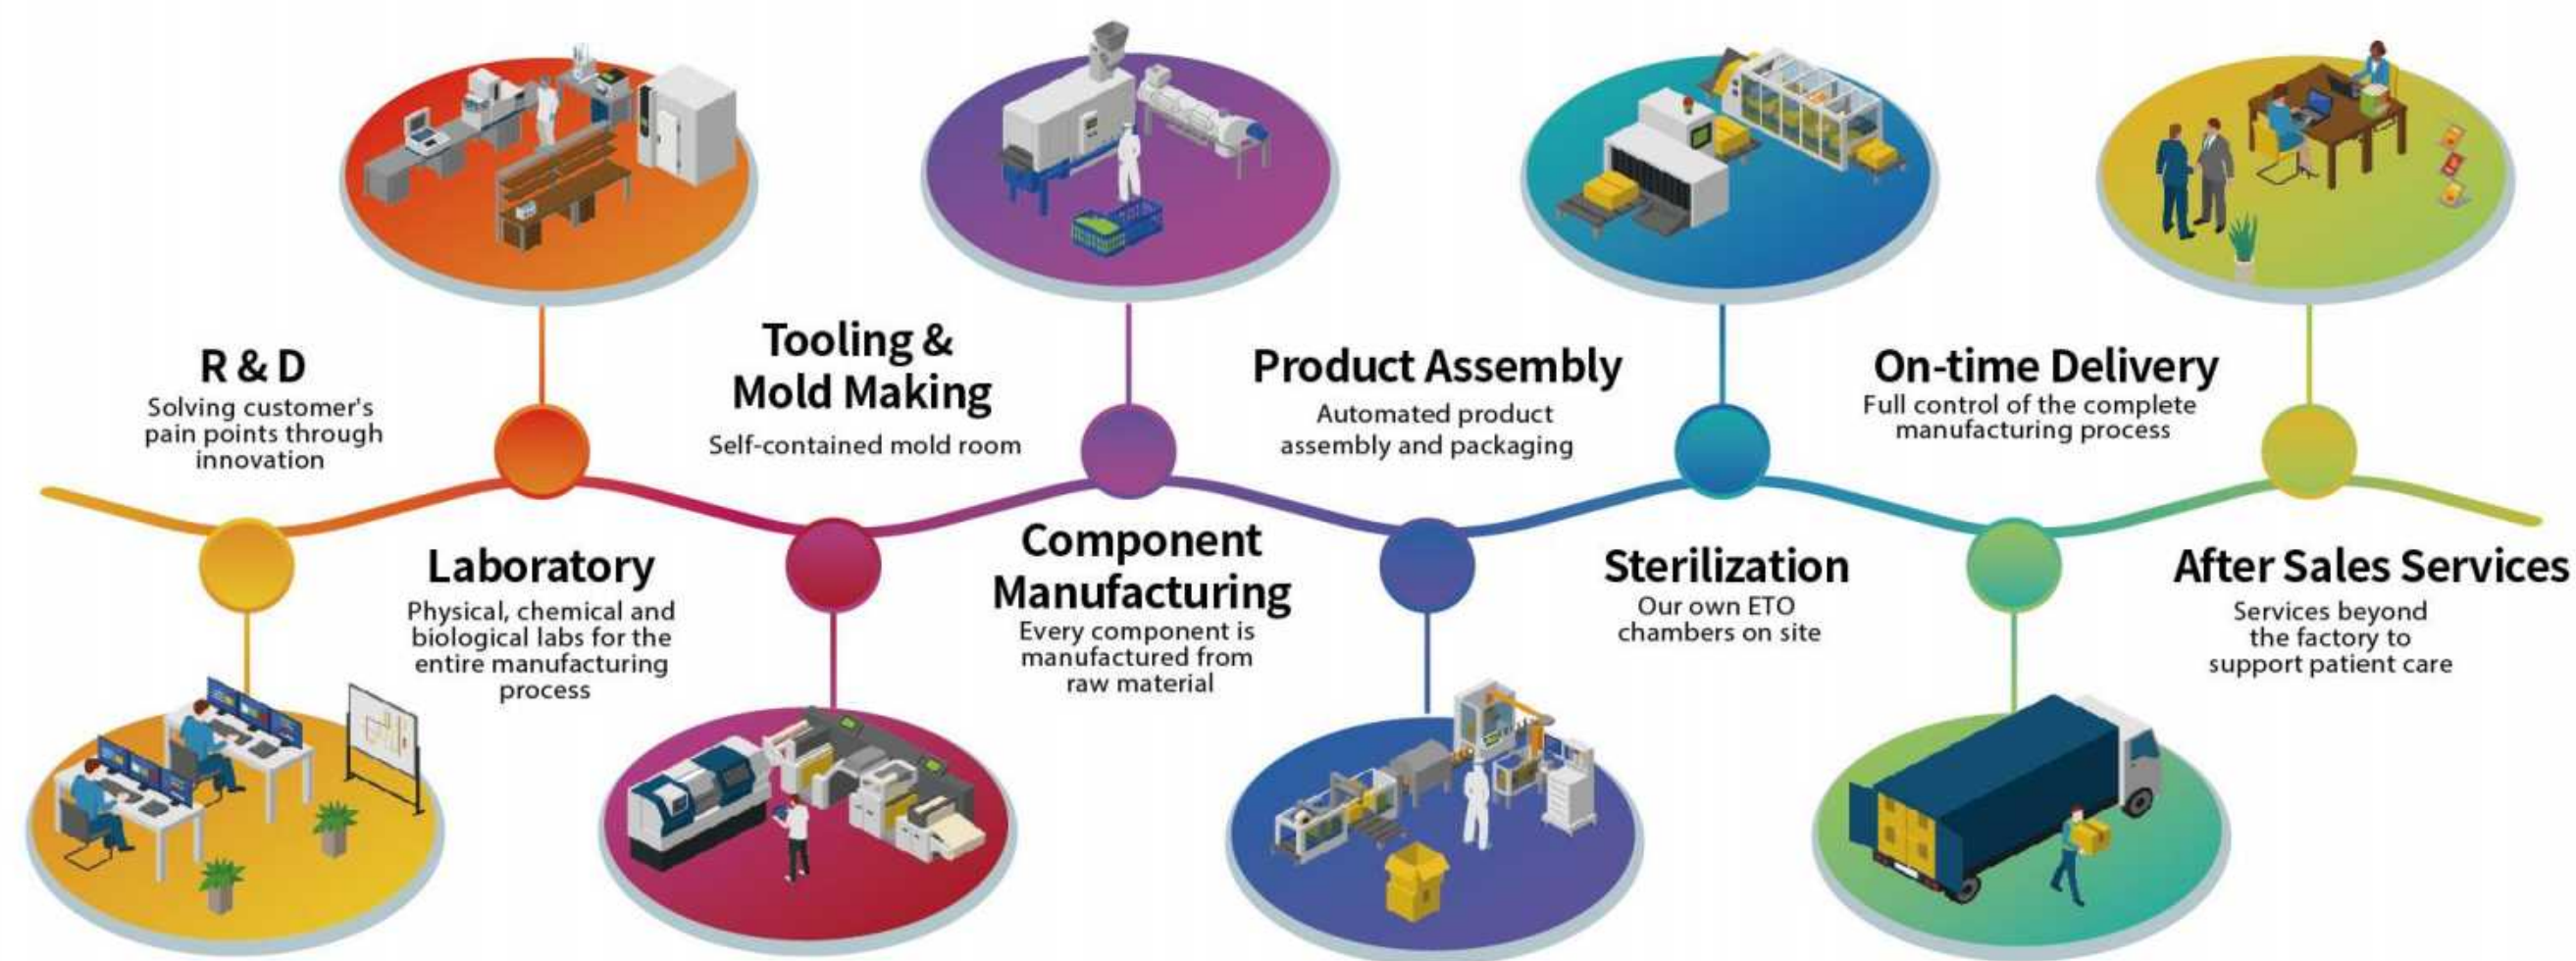 R & D
Solving customer's
pain points through
innovation
Laboratory
Physical, chemical and
biological labs for the
entire manufacturing
process
Tooling &
Mold Making
Self-contained mold room
Component
Manufacturing
Every component is
manufactured from
raw material
Product Assembly
Automated product
assembly and packaging
Sterilization
Our own ETO
chambers on site
On-time Delivery
Full control of the complete
manufacturing process
After Sales Services
Services beyond
the factory to
support patient care